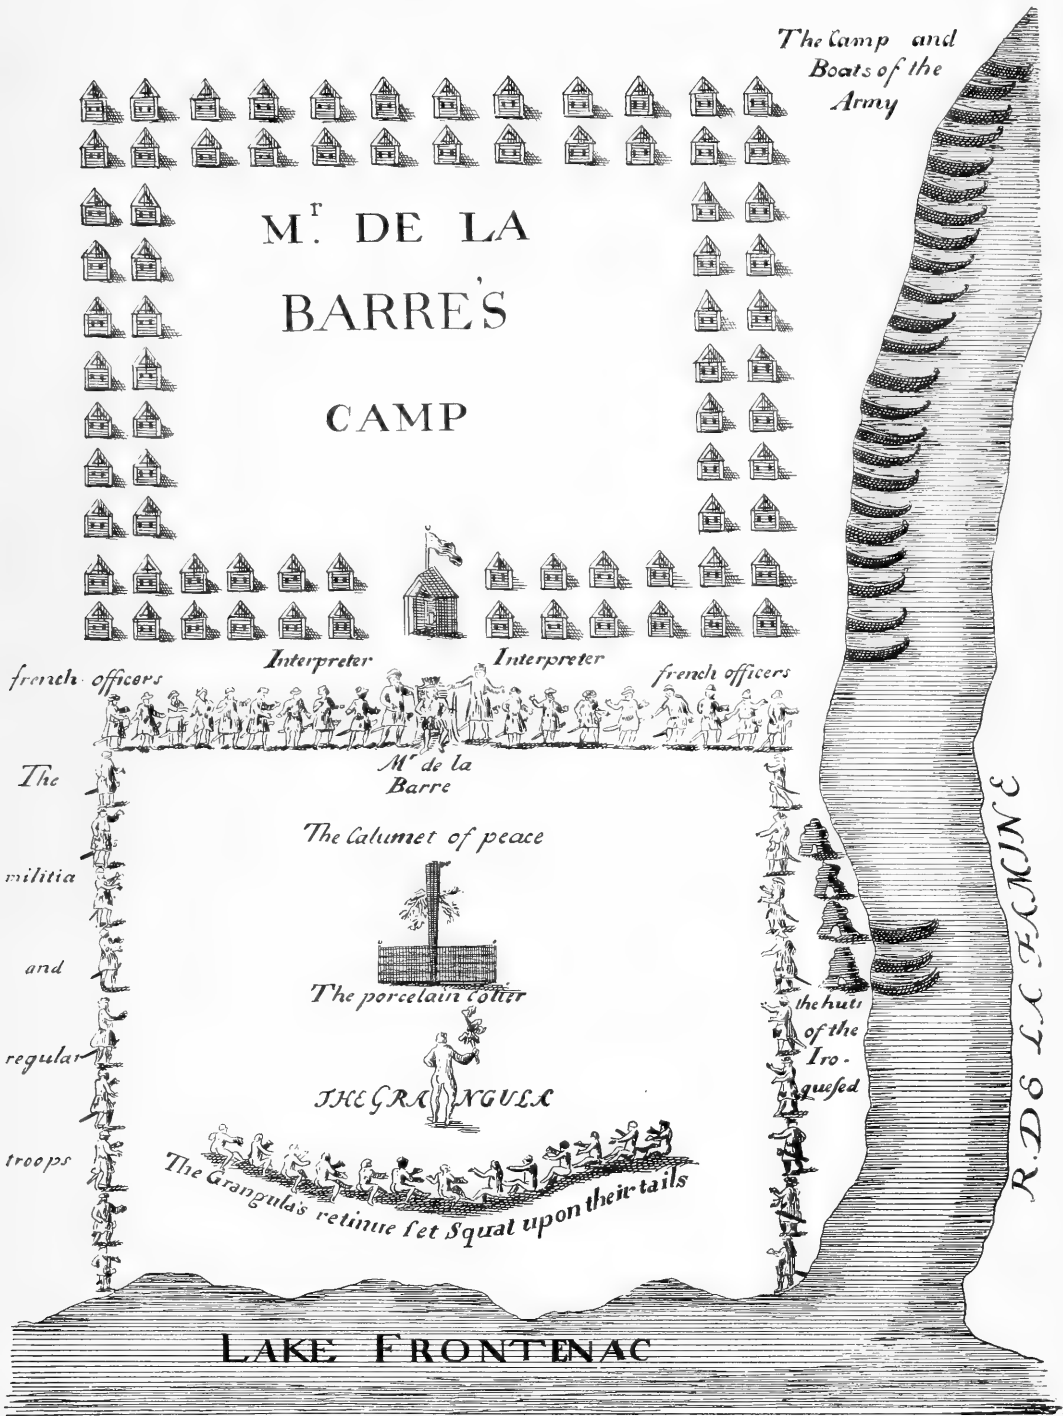 The Camp and
Boats of the
Army
Mr. DE LA
BARRE'S
CAMP
Interpreter
Interpreter
french officers
french officers
Mr de la
Barre
The
militia
and
regular
troops
The Calumet of peace
The porcelain Colier
THE GRANGULA
The Grangula's retinue set Squat upon their tails
the huts
of the
Iro-
quesed
R. D8 LA FAMINE
LAKE FRONTENAC